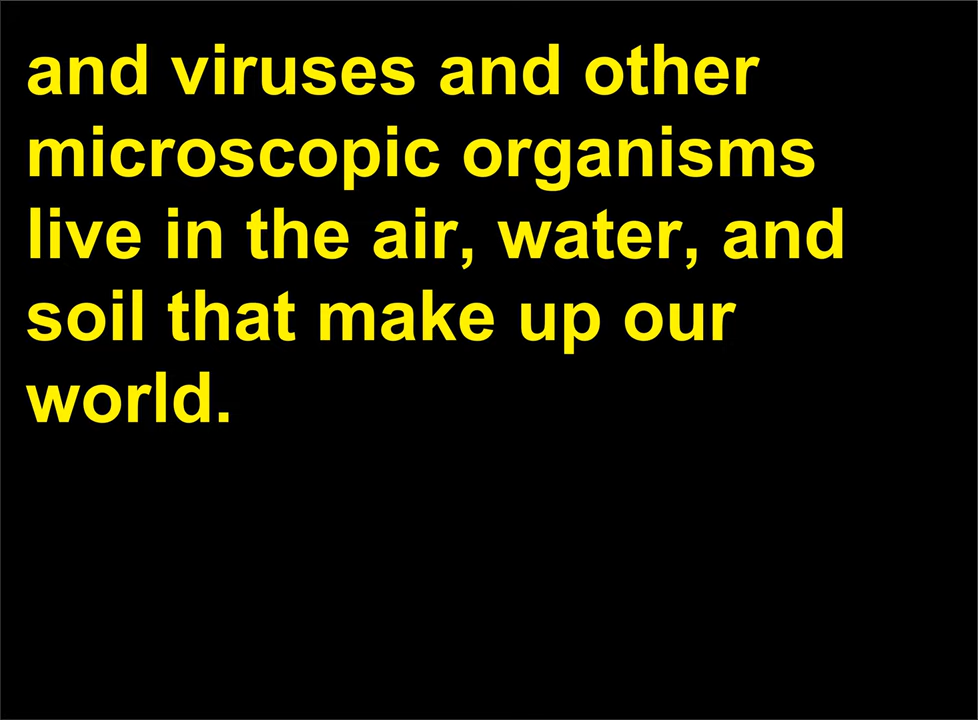 and viruses and other
microscopic organisms
live in the air, water, and
soil that make up our
world.